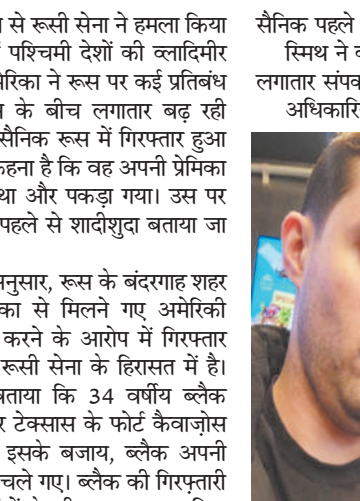 से रूसी सेना ने हमला किया
पश्चिमी देशों की व्लादिमीर
मेरिका ने रूस पर कई प्रतिबंध
के बीच लगातार बढ़ रही
सैनिक रूस में गिरफ्तार हुआ
कहना है कि वह अपनी प्रेमिका
था और पकड़ा गया। उस पर
पहले से शादीशुदा बताया जा
अनुसार, रूस के बंदरगाह शहर
का से मिलने गए अमेरिकी
करने के आरोप में गिरफ्तार
रूसी सेना के हिरासत में है।
बताया कि 34 वर्षीय ब्लैक
र टेक्सास के फोर्ट कैवाज़ोस
इसके बजाय, ब्लैक अपनी
चले गए। ब्लैक की गिरफ़्तारी
सैनिक पहले
स्मिथ ने
लगातार संपर्क
अधिकारि